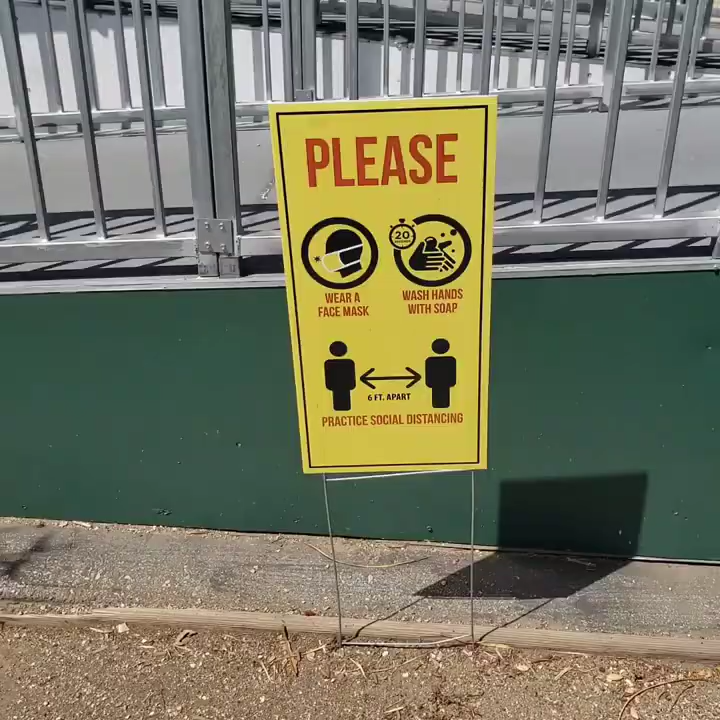 PLEASE
20
WEAR A
FACE MASK
WASH HANDS
WITH SOAP
6 FT. APART
PRACTICE SOCIAL DISTANCING